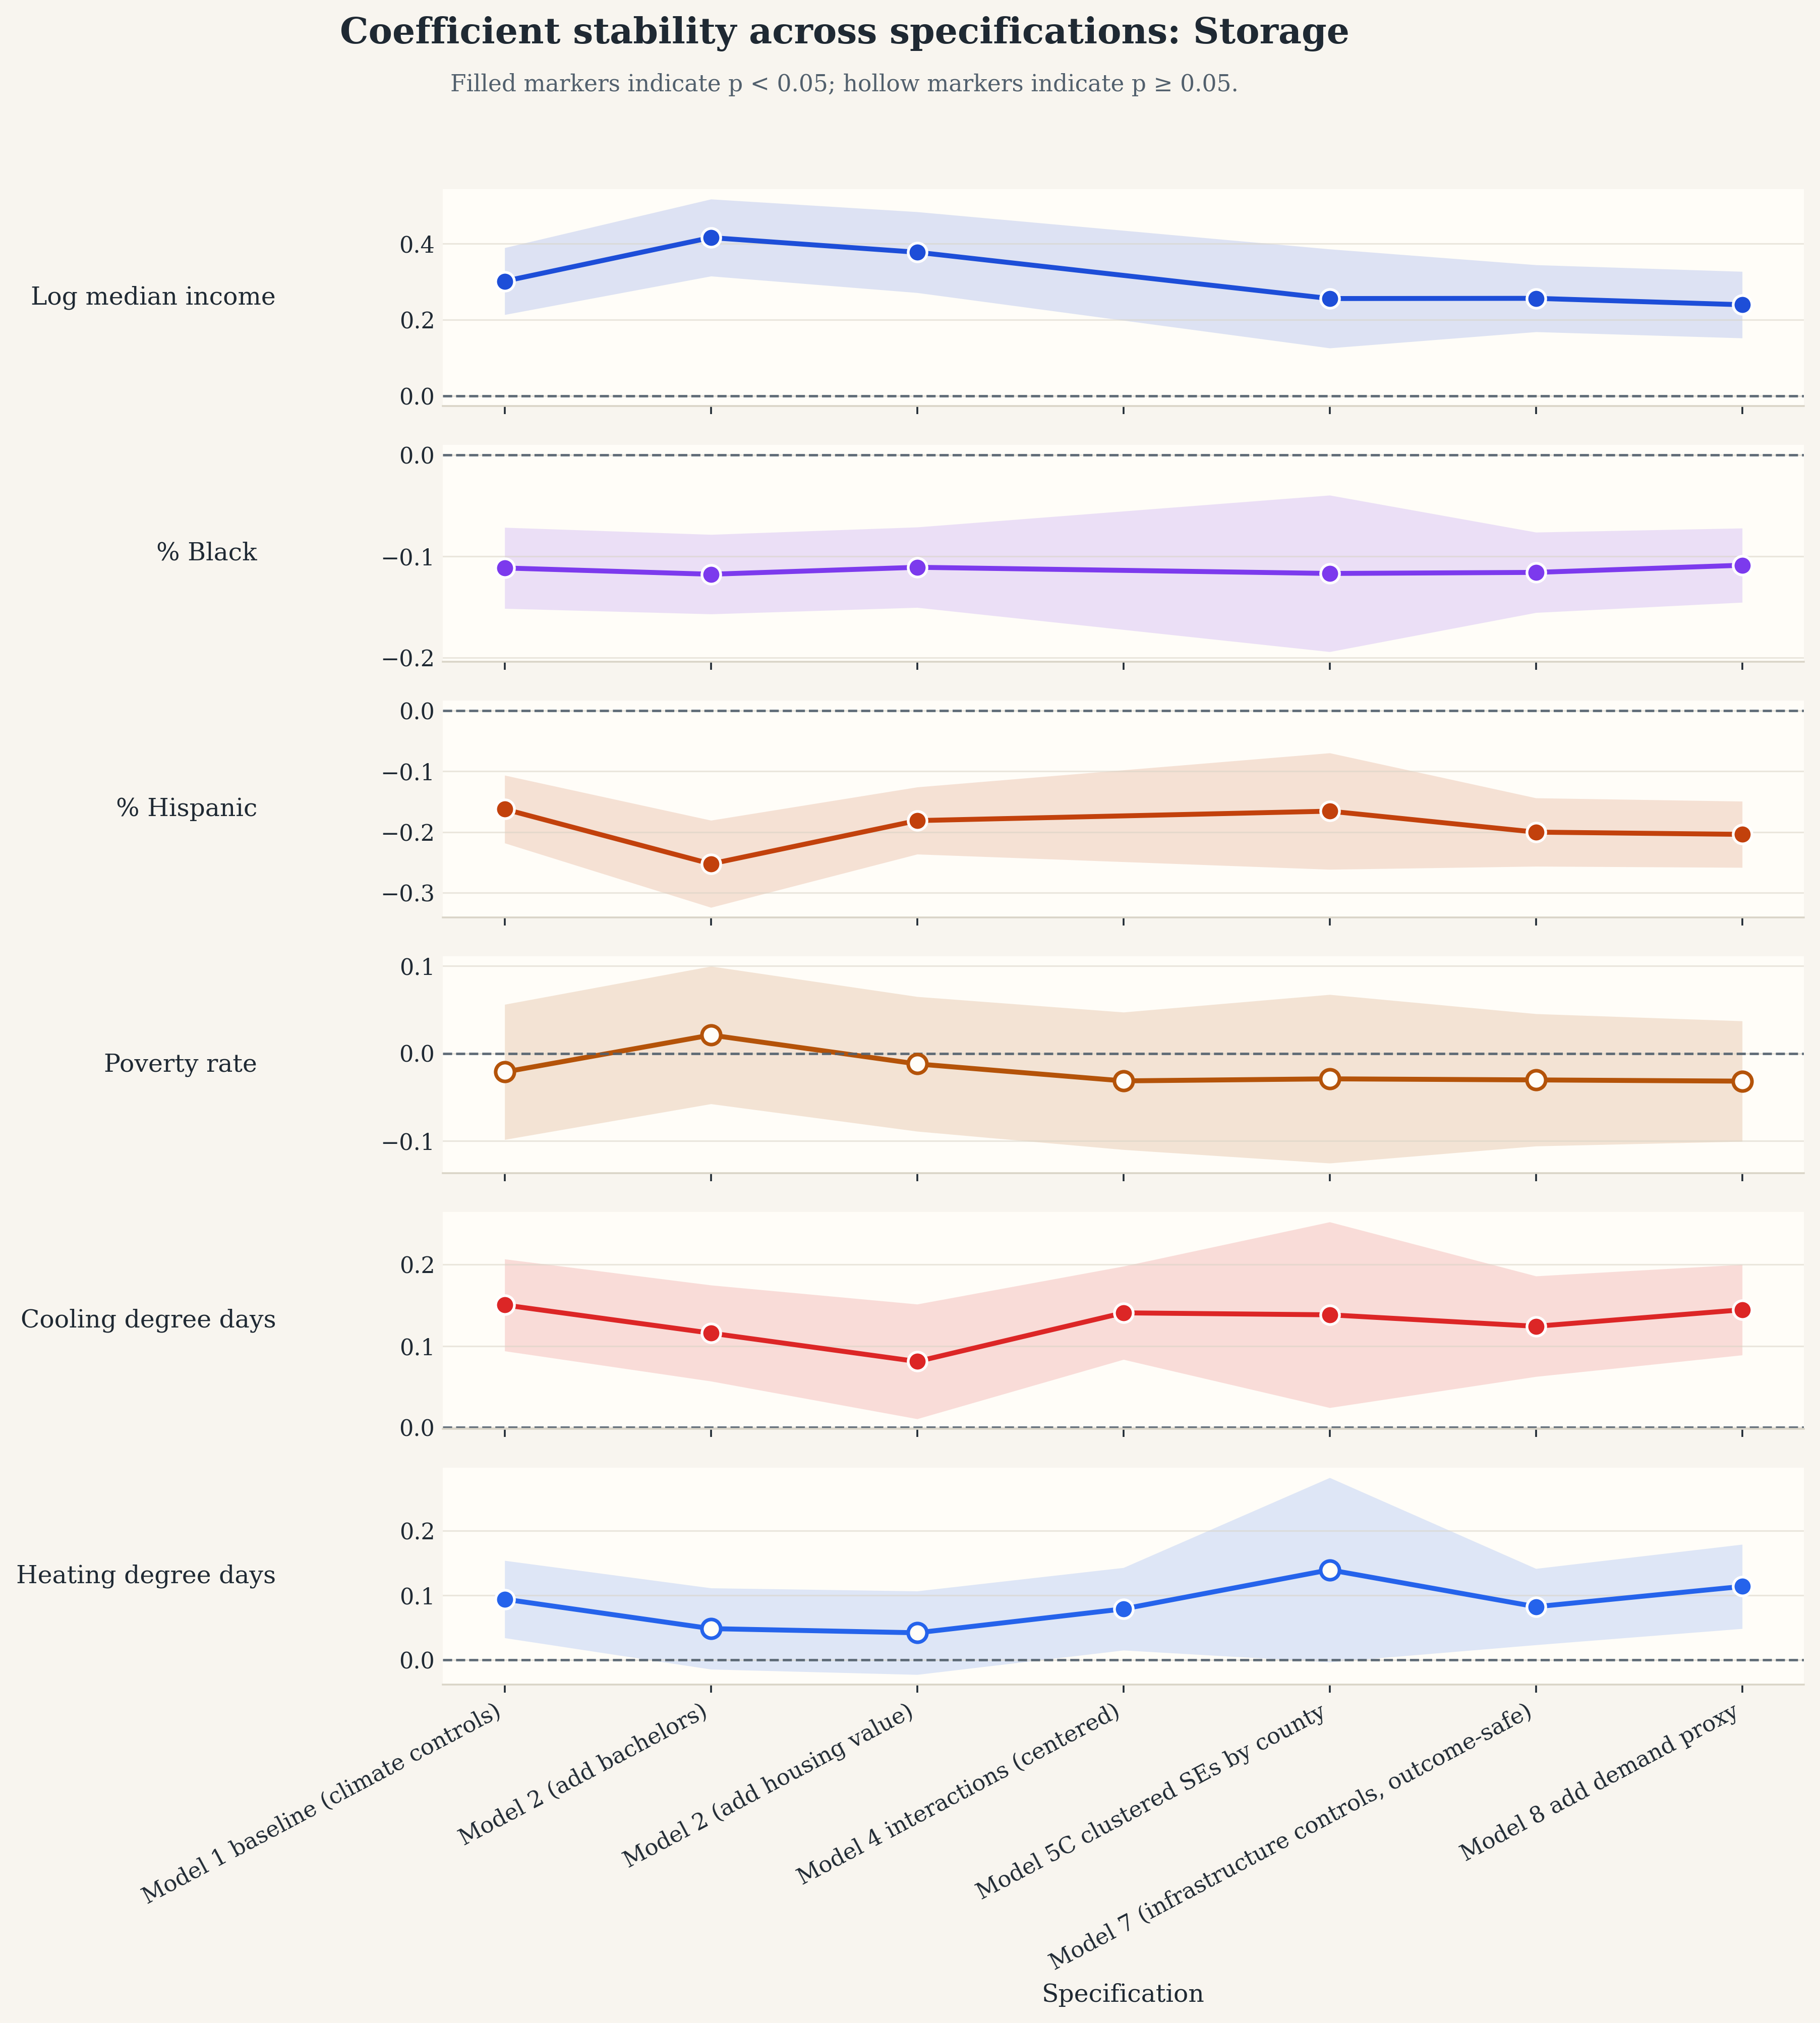 Coefficient stability across specifications: Storage
Filled markers indicate p < 0.05; hollow markers indicate p ≥ 0.05.
Log median income
0.4
0.2
0.0
% Black
0.0
−0.1
−0.2
% Hispanic
0.0
−0.1
−0.2
−0.3
Poverty rate
0.1
0.0
−0.1
Cooling degree days
0.2
0.1
0.0
Heating degree days
0.2
0.1
0.0
Model 1 baseline (climate controls)
Model 2 (add bachelors)
Model 2 (add housing value)
Model 4 interactions (centered)
Model 5C clustered SEs by county
Model 7 (infrastructure controls, outcome-safe)
Model 8 add demand proxy
Specification